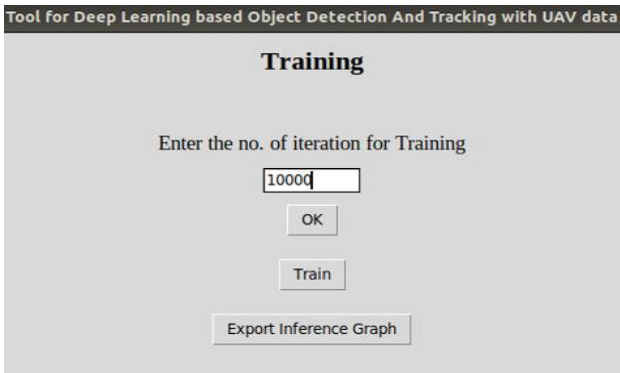 Tool for Deep Learning based Object Detection And Tracking with UAV data
Training
Enter the no. of iteration for Training
10000
OK
Train
Export Inference Graph